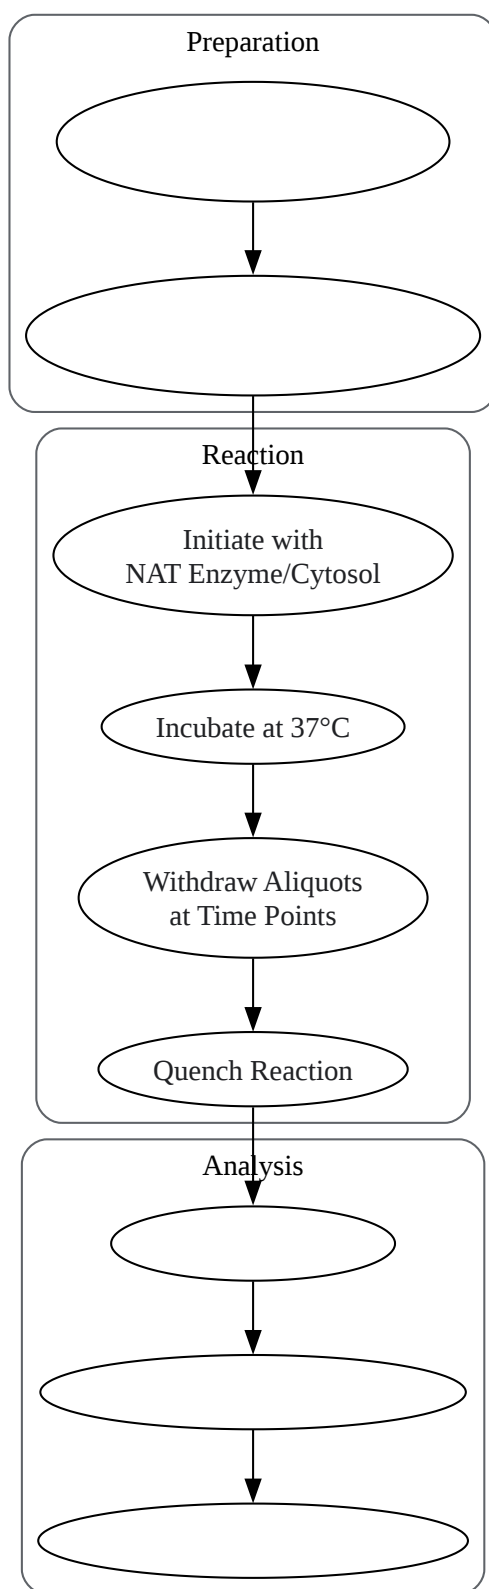 Preparation
Reaction
Initiate with
NAT Enzyme/Cytosol
Incubate at 37°C
Withdraw Aliquots
at Time Points
Quench Reaction
Analysis